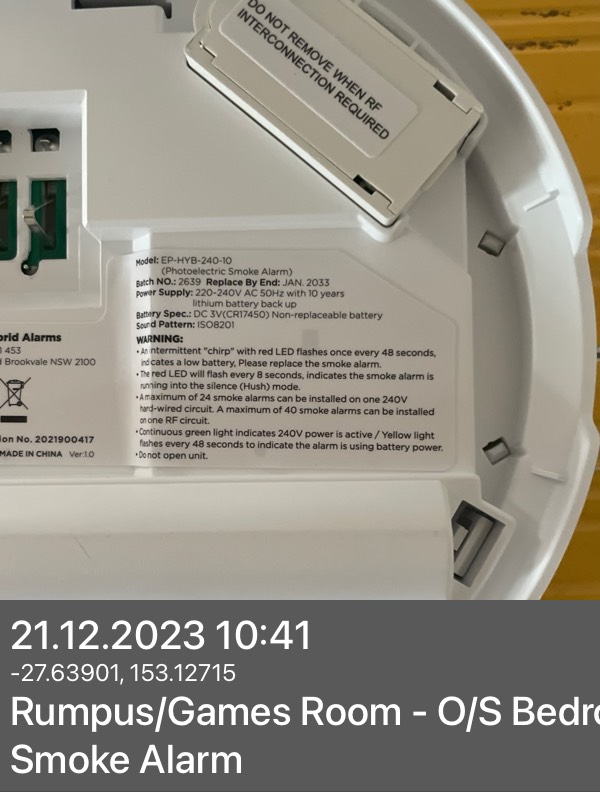 DO NOT REMOVE WHEN RF
INTERCONNECTION REQUIRED
Model: EP-HYB-240-10
(Photoelectric Smoke Alarm)
Batch NO.: 2639 Replace By End: JAN. 2033
Power Supply: 220-240V AC 50Hz with 10 years
lithium battery back up
Battery Spec.: DC 3V(CR17450) Non-replaceable battery
Sound Pattern: ISO8201
WARNING:
• An intermittent "chirp" with red LED flashes once every 48 seconds,
indicates a low battery, Please replace the smoke alarm.
• The red LED will flash every 8 seconds, indicates the smoke alarm is
running into the silence (Hush) mode.
• A maximum of 24 smoke alarms can be installed on one 240V
hard-wired circuit. A maximum of 40 smoke alarms can be installed
on one RF circuit.
• Continuous green light indicates 240V power is active / Yellow light
flashes every 48 seconds to indicate the alarm is using battery power.
• Do not open unit.
brid Alarms
453
d Brookvale NSW 2100
ion No. 2021900417
MADE IN CHINA Ver:1.0
21.12.2023 10:41
-27.63901, 153.12715
Rumpus/Games Room - O/S Bedro
Smoke Alarm